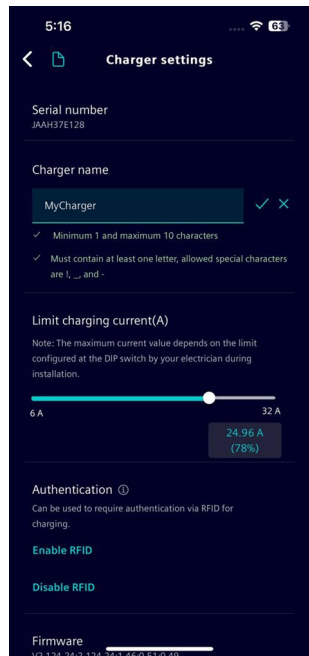 5:16
63
Charger settings
Serial number
JAAH37E128
Charger name
MyCharger
Minimum 1 and maximum 10 characters
Must contain at least one letter, allowed special characters
are !, _, and -
Limit charging current(A)
Note: The maximum current value depends on the limit
configured at the DIP switch by your electrician during
installation.
6 A
32 A
24.96 A
(78%)
Authentication
Can be used to require authentication via RFID for
charging.
Enable RFID
Disable RFID
Firmware